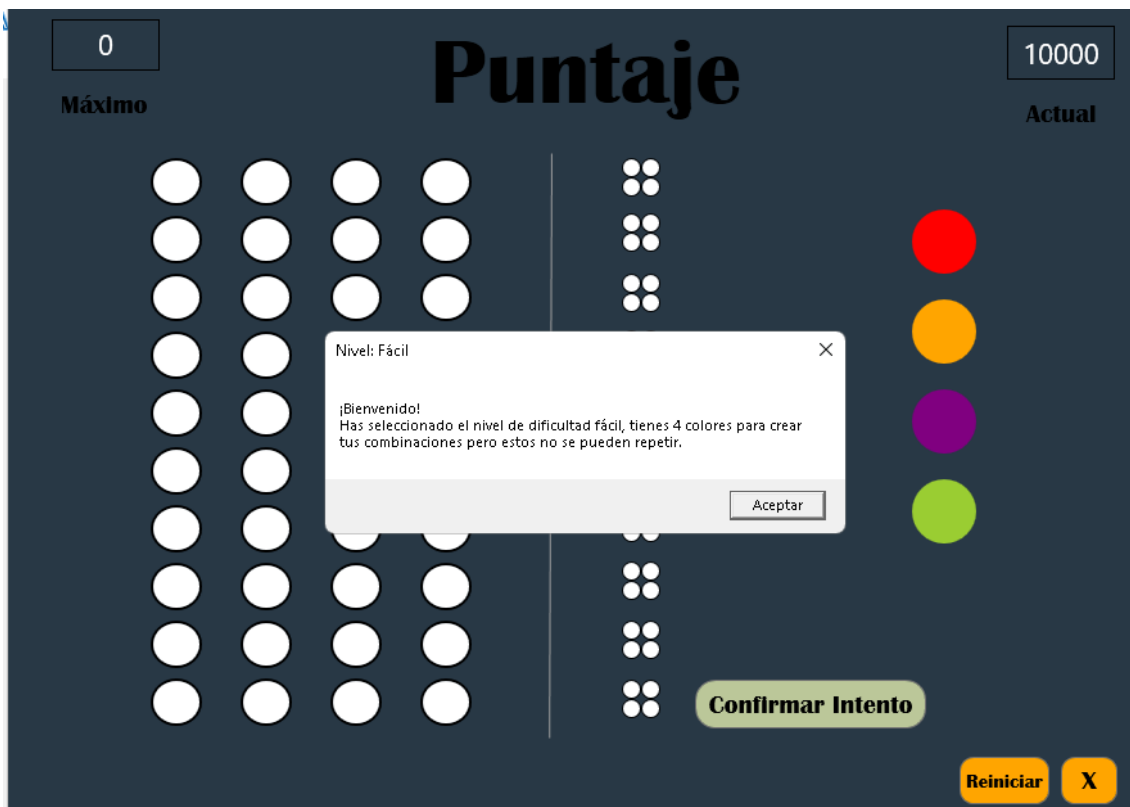 0
Puntaje
10000
Máximo
Actual
Nivel: Fácil
¡Bienvenido!
Has seleccionado el nivel de dificultad fácil, tienes 4 colores para crear
tus combinaciones pero estos no se pueden repetir.
Aceptar
Confirmar Intento
Reiniciar
X